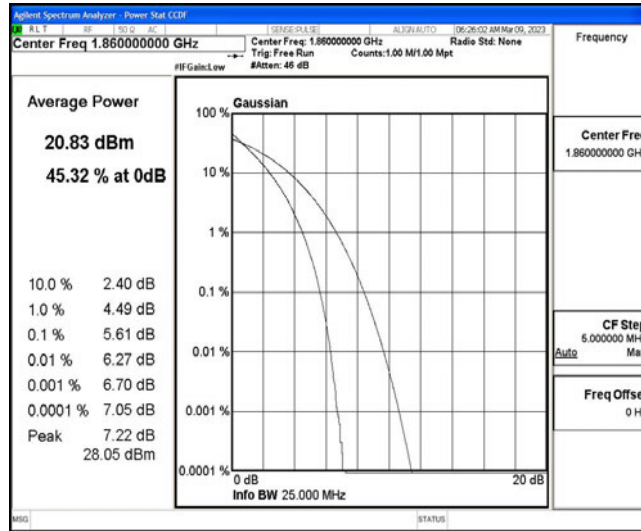 Agilent Spectrum Analyzer - Power Stat CCDF
RLT RF 50 Ω AC SENSE:PULSE ALIGN AUTO 06:26:02 AM Mar 09, 2023
Center Freq 1.860000000 GHz
Center Freq: 1.860000000 GHz Radio Std: None
Trig: Free Run Counts:1.00 M/1.00 Mpt
#IFGain:Low #Atten: 46 dB
Frequency
Average Power
20.83 dBm
45.32 % at 0dB
10.0 % 2.40 dB
1.0 % 4.49 dB
0.1 % 5.61 dB
0.01 % 6.27 dB
0.001 % 6.70 dB
0.0001 % 7.05 dB
Peak 7.22 dB
28.05 dBm
Gaussian
100 %
10 %
1 %
0.1 %
0.01 %
0.001 %
0.0001 %
0 dB 20 dB
Info BW 25.000 MHz
Center Fre
1.860000000 GH
CF Step
5.000000 MH
Auto Ma
Freq Offse
0 H
MSG STATUS